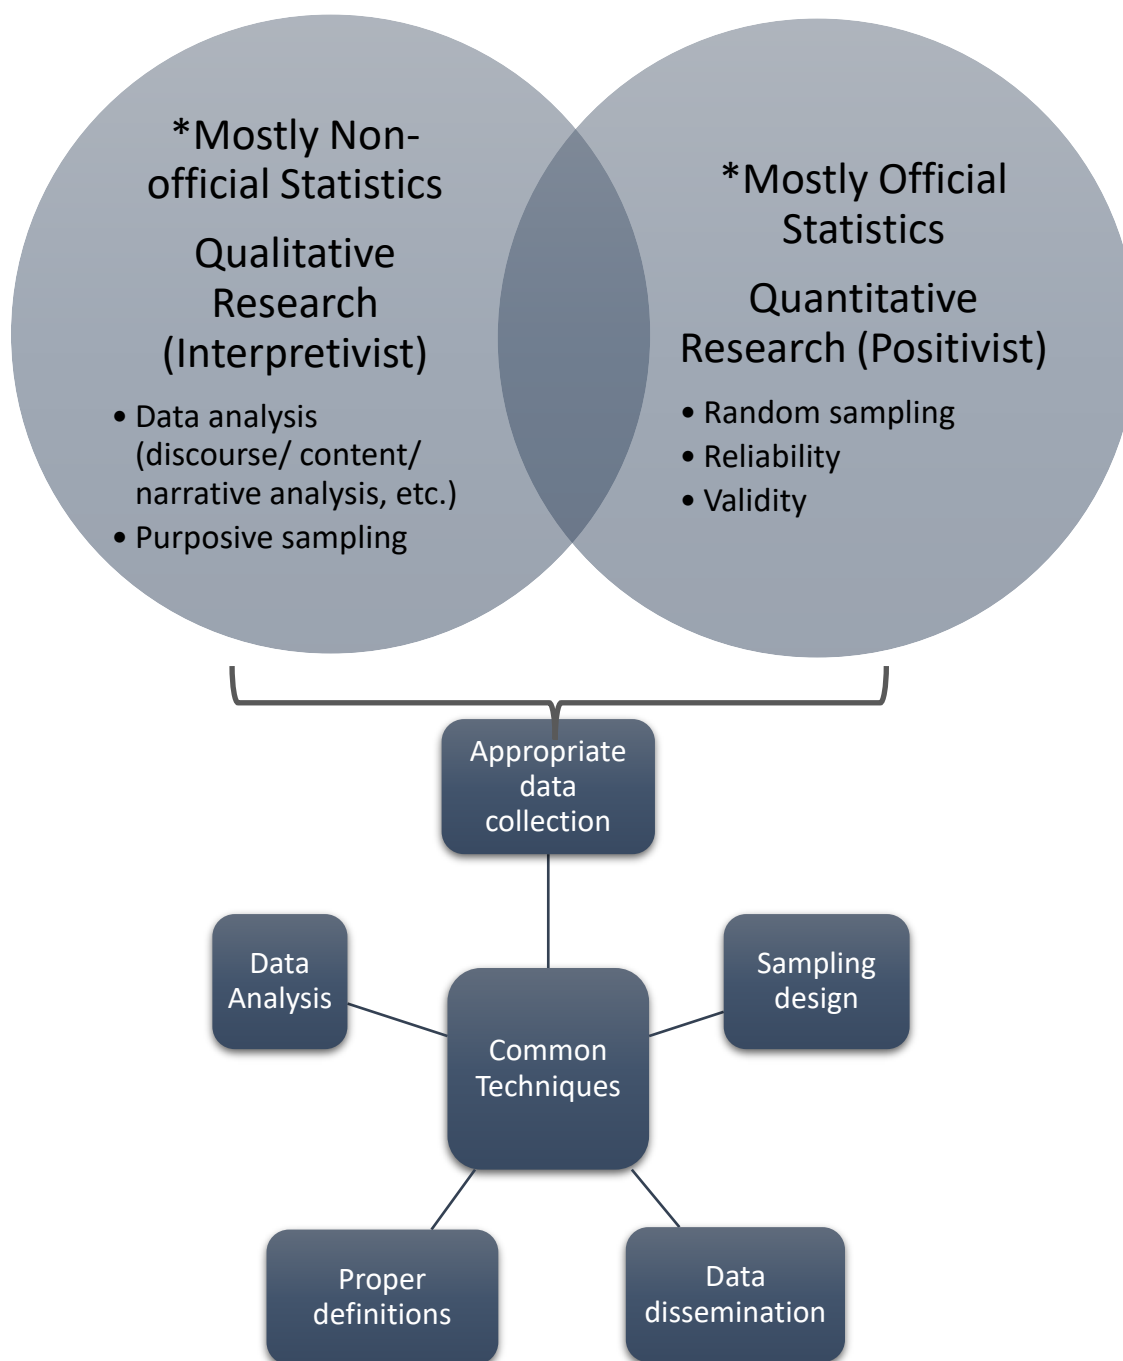 *Mostly Non-
official Statistics
Qualitative
Research
(Interpretivist)
• Data analysis
(discourse/ content/
narrative analysis, etc.)
• Purposive sampling
*Mostly Official
Statistics
Quantitative
Research (Positivist)
• Random sampling
• Reliability
• Validity
Appropriate
data
collection
Data
Analysis
Sampling
design
Common
Techniques
Proper
definitions
Data
dissemination